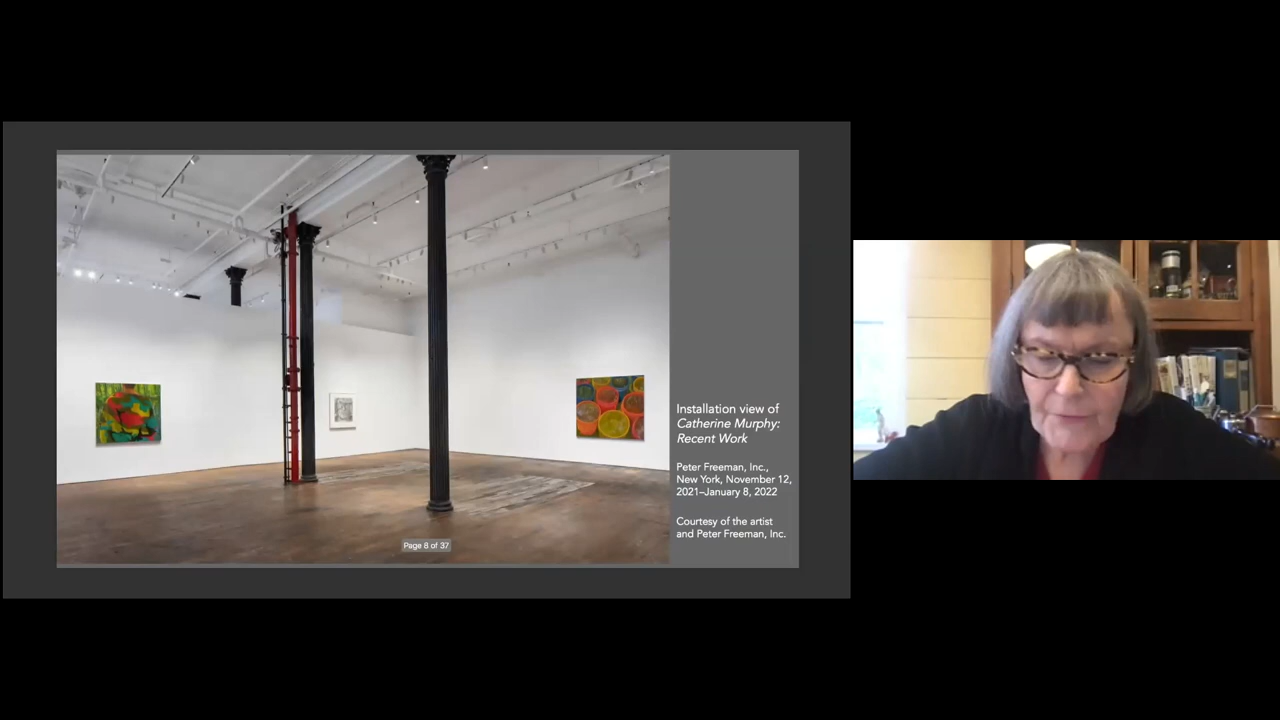 Installation view of
Catherine Murphy:
Recent Work
Peter Freeman, Inc.,
New York, November 12,
2021–January 8, 2022
Courtesy of the artist
and Peter Freeman, Inc.
Page 8 of 37